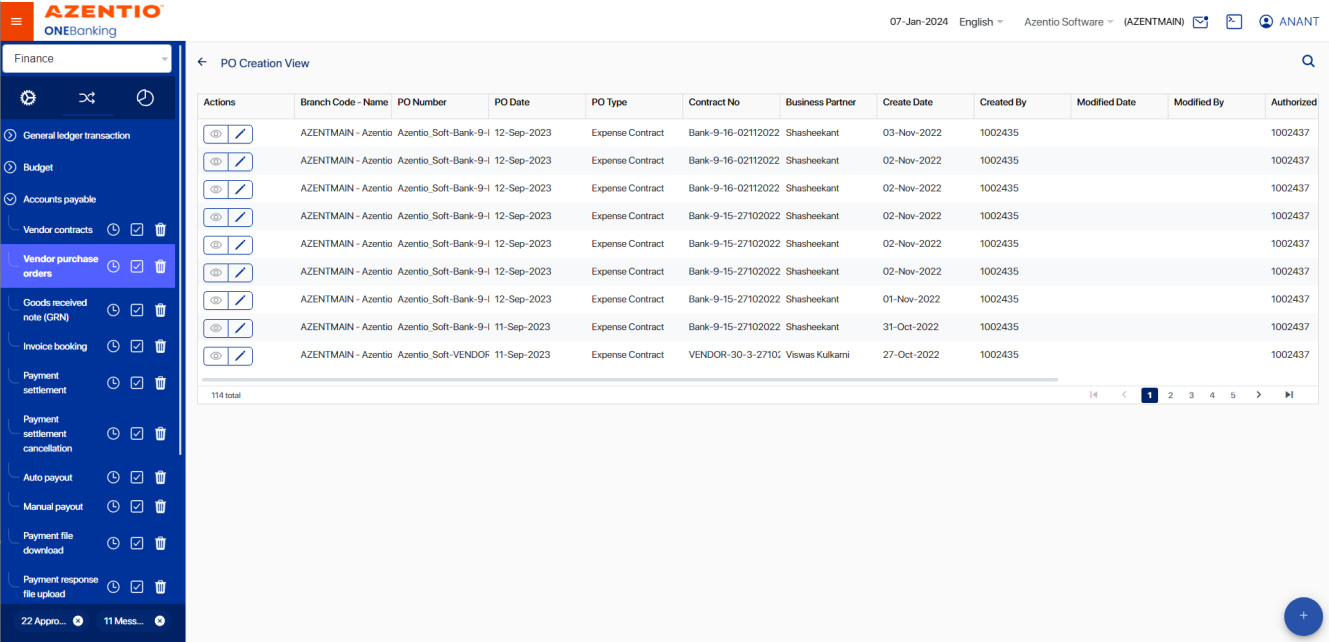 AZENTIO
ONEBanking
07-Jan-2024 English Azentio Software (AZENTMAIN) ANANT
Finance
General ledger transaction
Budget
Accounts payable
Vendor contracts
Vendor purchase
orders
Goods received
note (GRN)
Invoice booking
Payment
settlement
Payment
settlement
cancellation
Auto payout
Manual payout
Payment file
download
Payment response
file upload
22 Appro... 11 Mess...
PO Creation View
Actions Branch Code - Name PO Number PO Date PO Type Contract No Business Partner Create Date Created By Modified Date Modified By Authorized
AZENTMAIN - Azentio Azentio_Soft-Bank-9- 12-Sep-2023 Expense Contract Bank-9-16-02112022 Shasheekant 03-Nov-2022 1002435 1002437
AZENTMAIN - Azentio Azentio_Soft-Bank-9- 12-Sep-2023 Expense Contract Bank-9-16-02112022 Shasheekant 02-Nov-2022 1002435 1002437
AZENTMAIN - Azentio Azentio_Soft-Bank-9- 12-Sep-2023 Expense Contract Bank-9-16-02112022 Shasheekant 02-Nov-2022 1002435 1002437
AZENTMAIN - Azentio Azentio_Soft-Bank-9- 12-Sep-2023 Expense Contract Bank-9-15-27102022 Shasheekant 02-Nov-2022 1002435 1002437
AZENTMAIN - Azentio Azentio_Soft-Bank-9- 12-Sep-2023 Expense Contract Bank-9-15-27102022 Shasheekant 02-Nov-2022 1002435 1002437
AZENTMAIN - Azentio Azentio_Soft-Bank-9- 12-Sep-2023 Expense Contract Bank-9-15-27102022 Shasheekant 02-Nov-2022 1002435 1002437
AZENTMAIN - Azentio Azentio_Soft-Bank-9- 12-Sep-2023 Expense Contract Bank-9-15-27102022 Shasheekant 01-Nov-2022 1002435 1002437
AZENTMAIN - Azentio Azentio_Soft-Bank-9- 11-Sep-2023 Expense Contract Bank-9-15-27102022 Shasheekant 31-Oct-2022 1002435 1002437
AZENTMAIN - Azentio Azentio_Soft-VENDOR 11-Sep-2023 Expense Contract VENDOR-30-3-2710 Viswas Kulkarni 27-Oct-2022 1002435 1002437
114 total 1 2 3 4 5